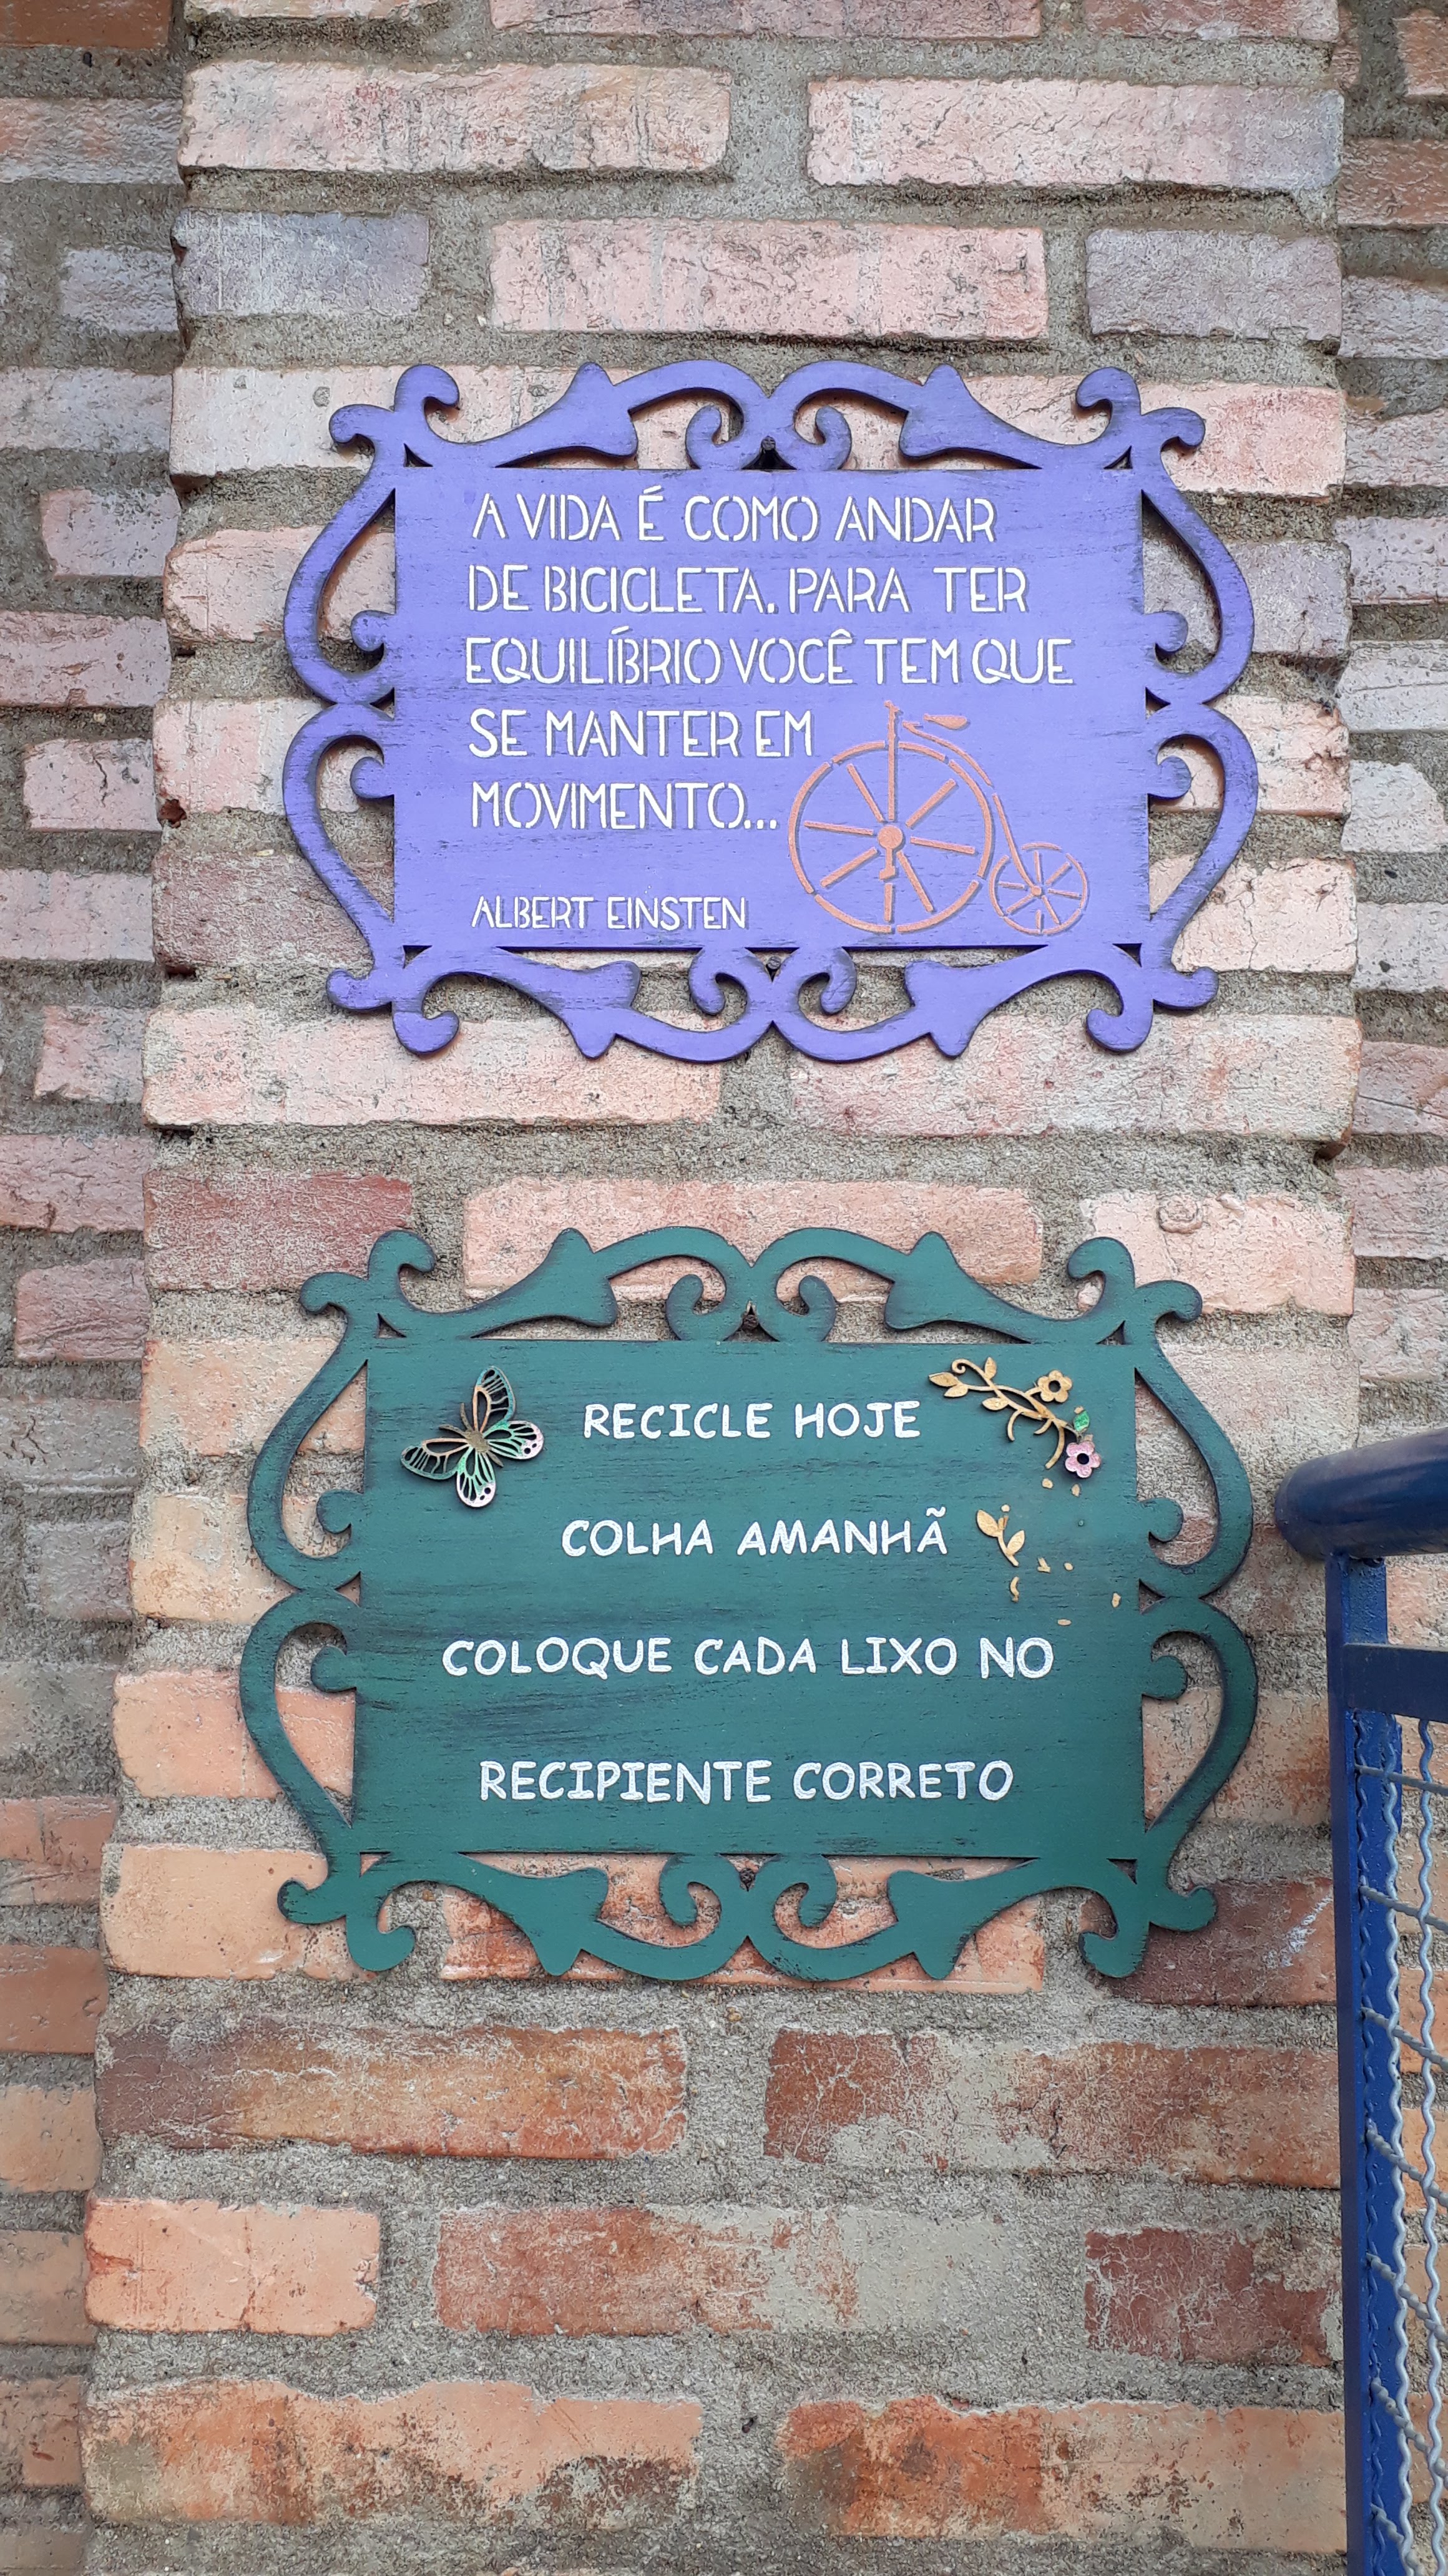 A VIDA É COMO ANDAR
DE BICICLETA. PARA TER
EQUILÍBRIO VOCÊ TEM QUE
SE MANTER EM
MOVIMENTO...
ALBERT EINSTEN
RECICLE HOJE
COLHA AMANHÃ
COLOQUE CADA LIXO NO
RECIPIENTE CORRETO